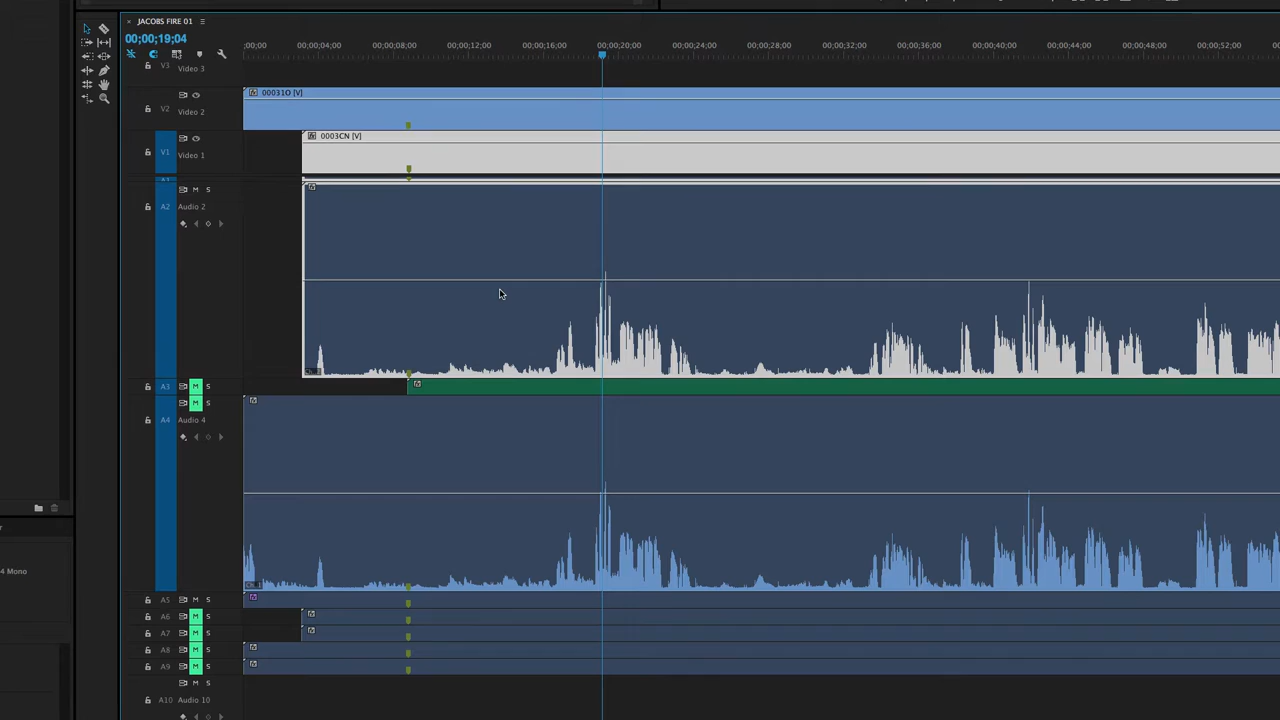 × JACOBS FIRE 01
00;00;19;04
;00;00
00;00;04;00
00;00;08;00
00;00;12;00
00;00;16;00
00;00;20;00
00;00;24;00
00;00;28;00
00;00;32;00
00;00;36;00
00;00;40;00
00;00;44;00
00;00;48;00
00;00;52;00
V3
Video 3
V2
Video 2
00031O [V]
V1
Video 1
0003CN [V]
A1
M S
A2 Audio 2
A3 M S
M S
A4 Audio 4
4 Mono
A5 M S
A6 M S
A7 M S
A8 M S
A9 M S
M S
A10 Audio 10